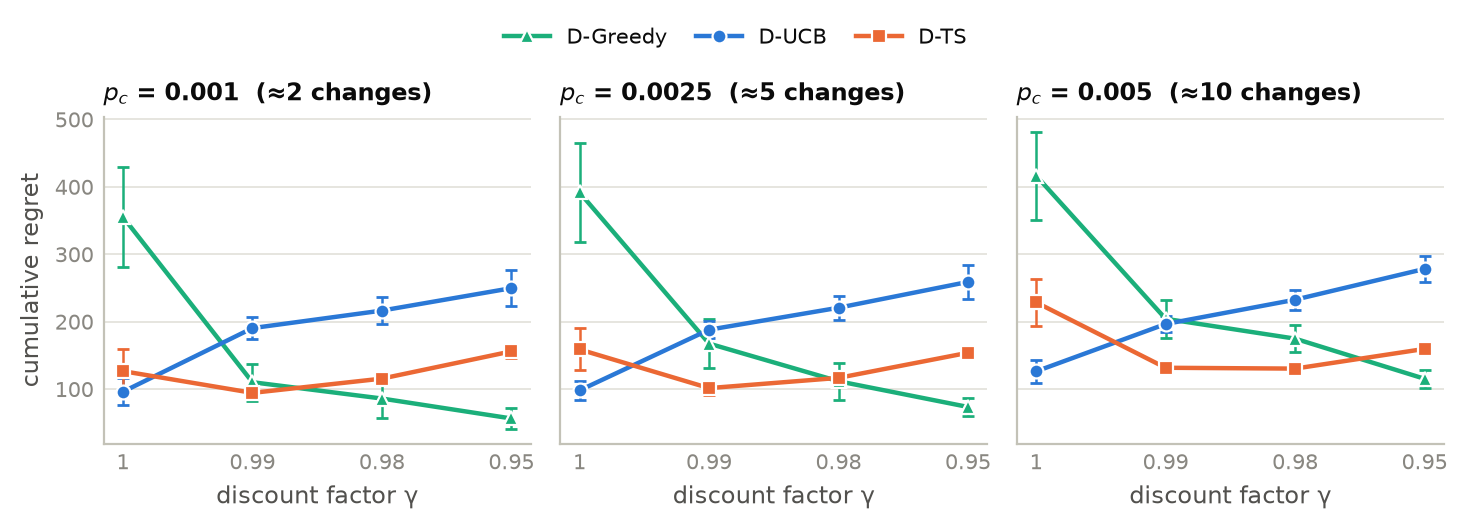 D-Greedy D-UCB D-TS
p_c = 0.001 (≈2 changes) p_c = 0.0025 (≈5 changes) p_c = 0.005 (≈10 changes)
cumulative regret
500
400
300
200
100
1 0.99 0.98 0.95 1 0.99 0.98 0.95 1 0.99 0.98 0.95
discount factor γ discount factor γ discount factor γ